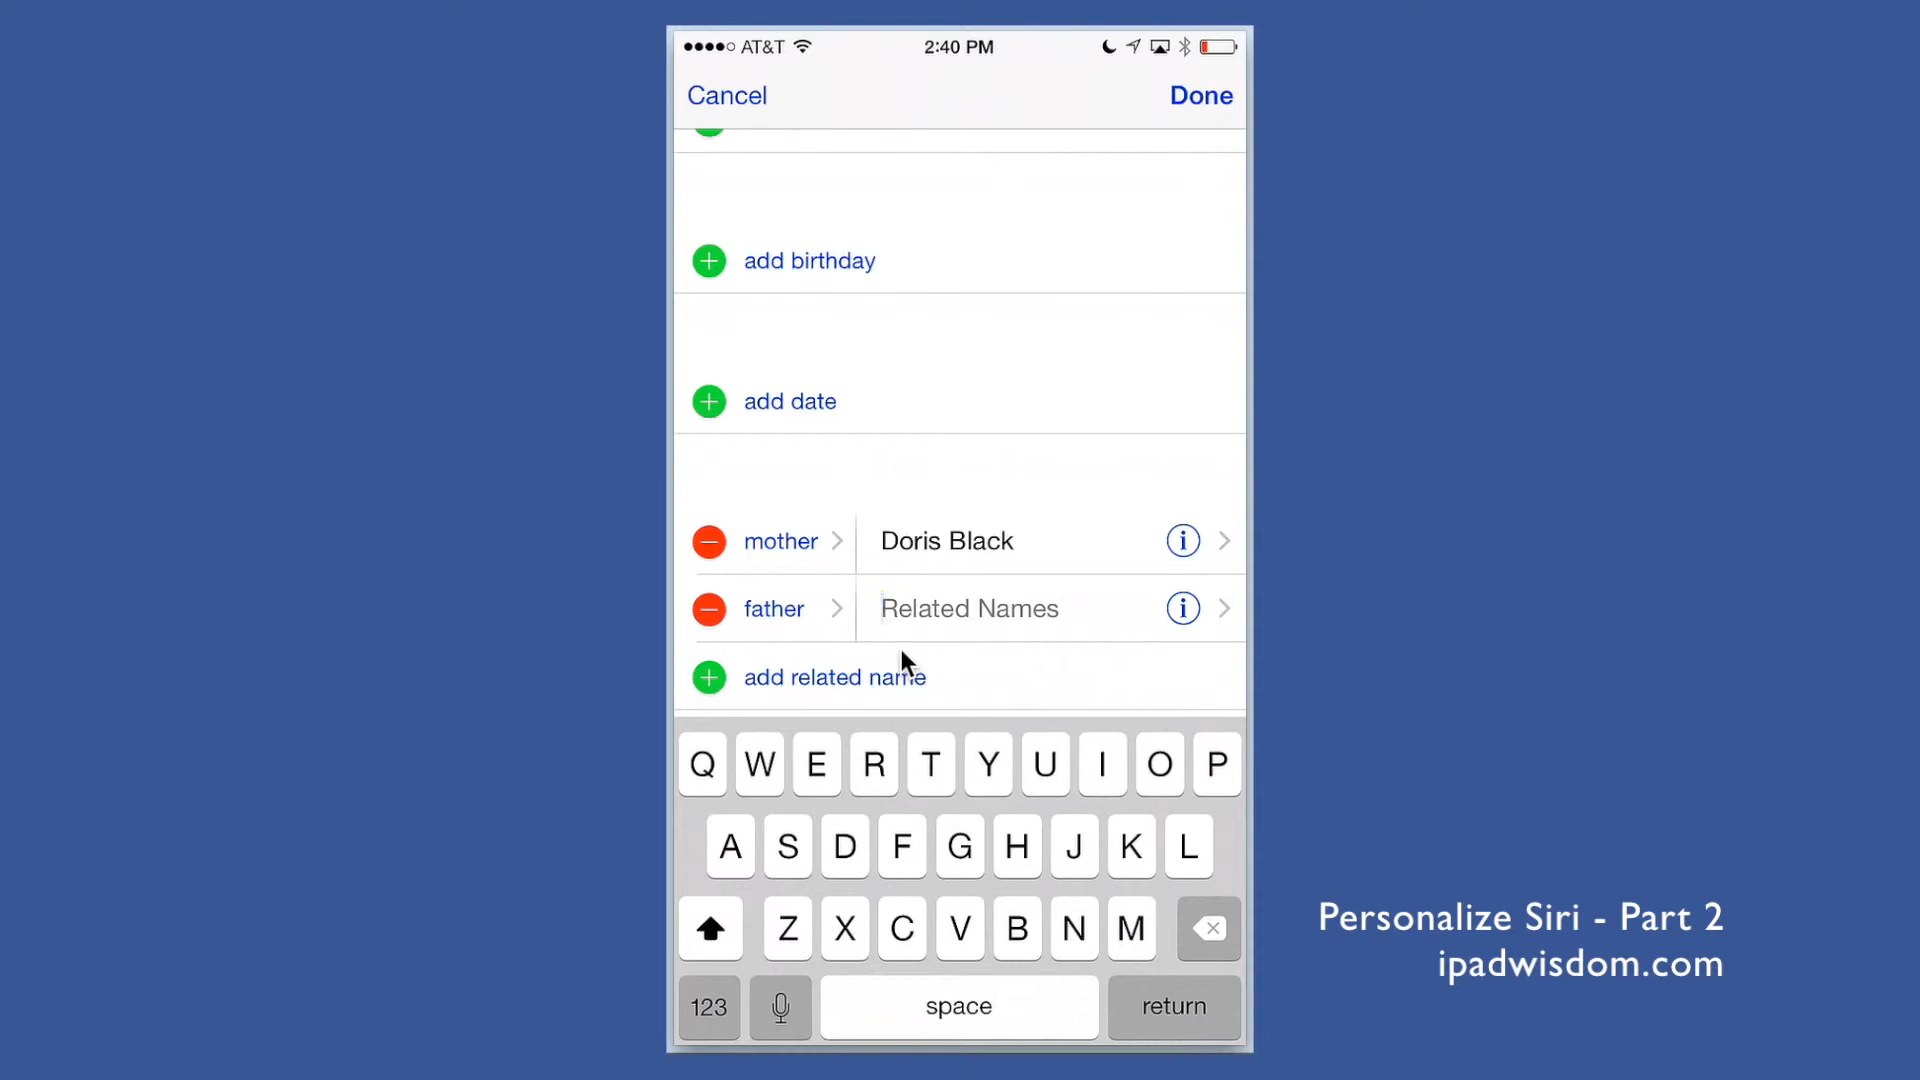 AT&T 2:40 PM
Cancel Done
add birthday
add date
mother Doris Black
father Related Names
add related name
Q W E R T Y U I O P
A S D F G H J K L
Z X C V B N M
123 space return
Personalize Siri - Part 2
ipadwisdom.com